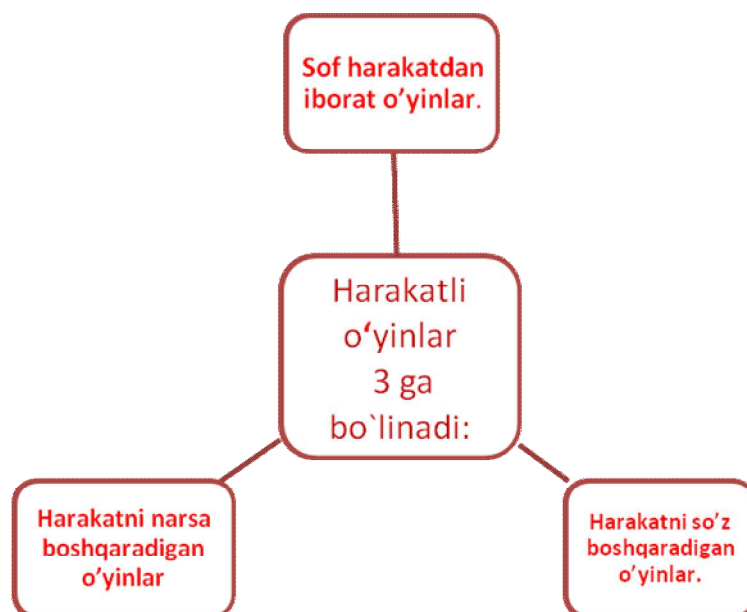 Sof harakatdan
iborat o’yinlar.
Harakatli
o‘yinlar
3 ga
bo`linadi:
Harakatni narsa
boshqaradigan
o’yinlar
Harakatni so’z
boshqaradigan
o’yinlar.